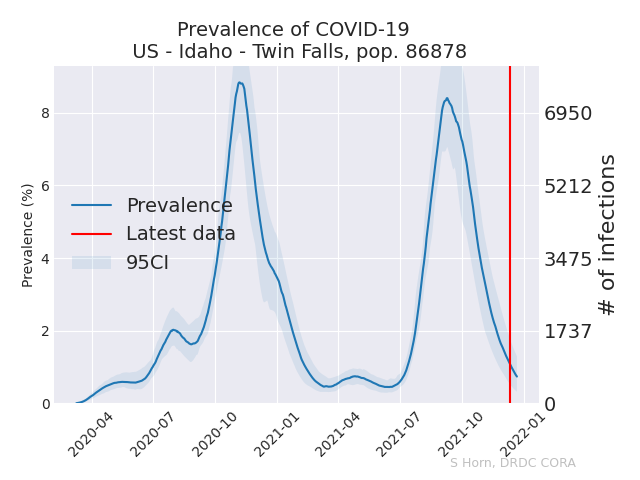 Prevalence of COVID-19
US - Idaho - Twin Falls, pop. 86878
Prevalence (%)
8
6
4
2
0
Prevalence
Latest data
95CI
6950
5212
3475
1737
0
# of infections
2020-04
2020-07
2020-10
2021-01
2021-04
2021-07
2021-10
2022-01
S Horn, DRDC CORA